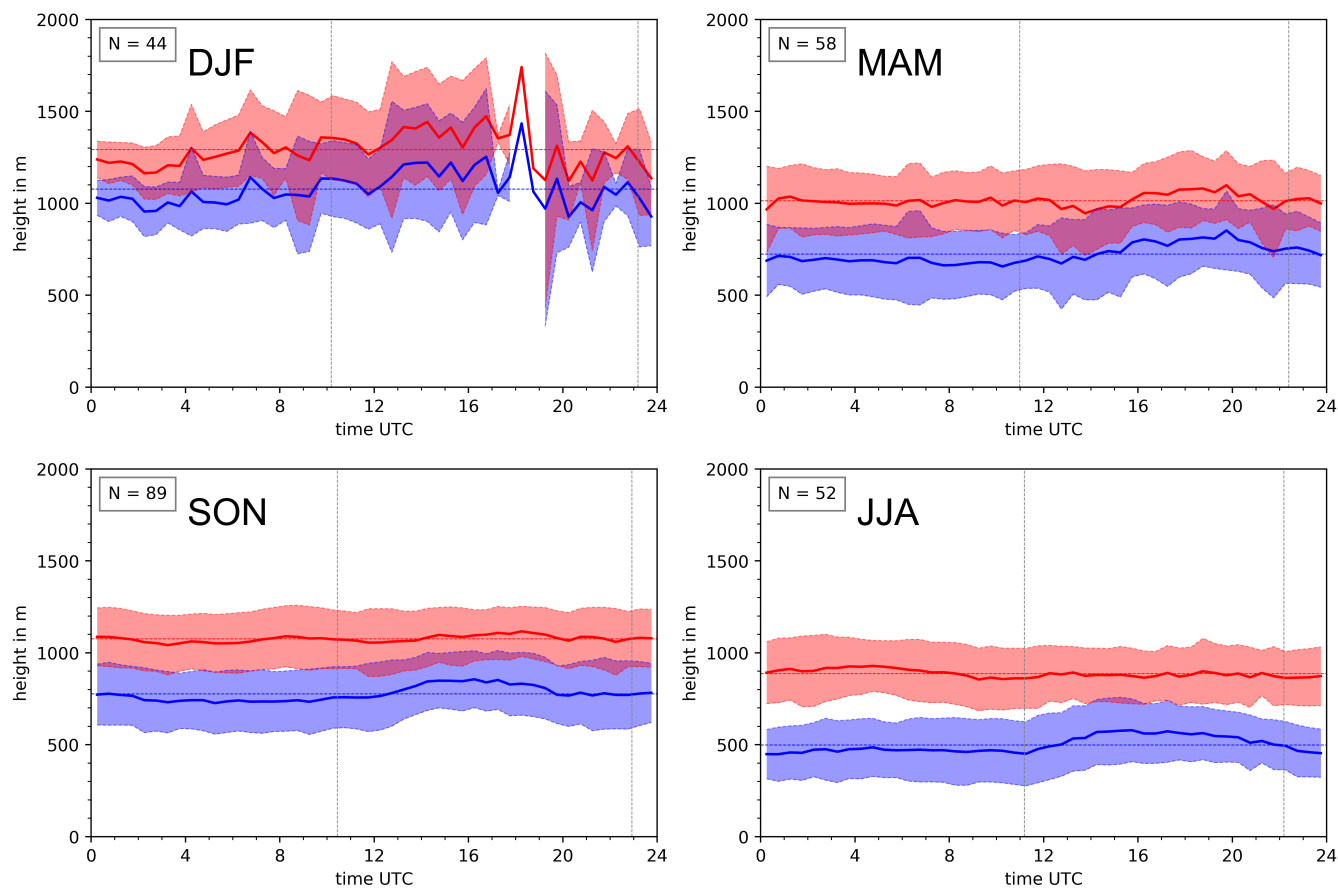 2000
1500
1000
500
0
height in m
N = 44
DJF
0 4 8 12 16 20 24
time UTC
2000
1500
1000
500
0
height in m
N = 58
MAM
0 4 8 12 16 20 24
time UTC
2000
1500
1000
500
0
height in m
N = 89
SON
0 4 8 12 16 20 24
time UTC
2000
1500
1000
500
0
height in m
N = 52
JJA
0 4 8 12 16 20 24
time UTC